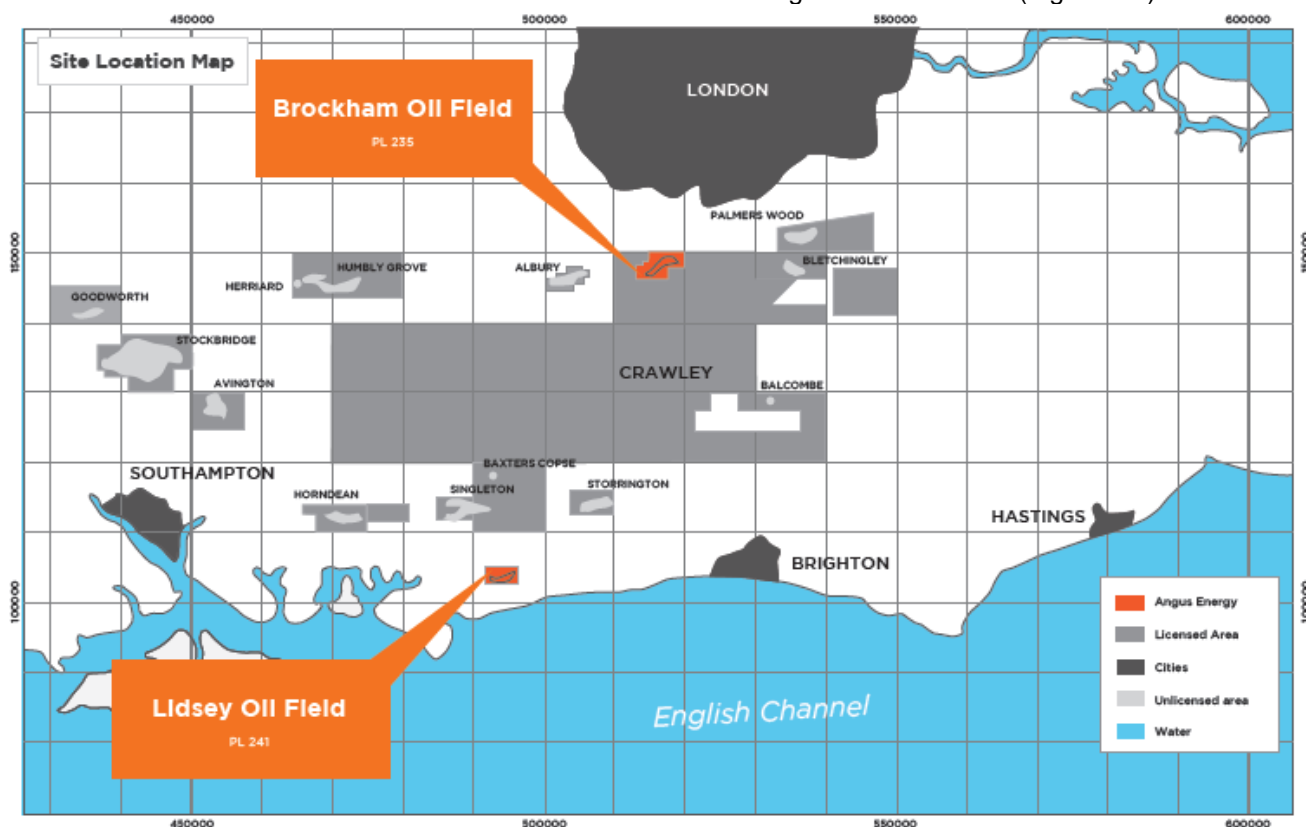 450000
500000
550000
600000
Site Location Map
Brockham Oil Field
PL 235
LONDON
PALMERS WOOD
150000
150000
BLETCHINGLEY
HUMBLY GROVE
ALBURY
HERRIARD
GOODWORTH
STOCKBRIDGE
CRAWLEY
AVINGTON
BALCOMBE
SOUTHAMPTON
BAXTERS COPSE
HORNDEAN
SINGLETON
STORRINGTON
HASTINGS
BRIGHTON
100000
100000
Angus Energy
Licensed Area
Cities
Unlicensed area
Water
Lidsey Oil Field
PL 241
English Channel
450000
500000
550000
600000